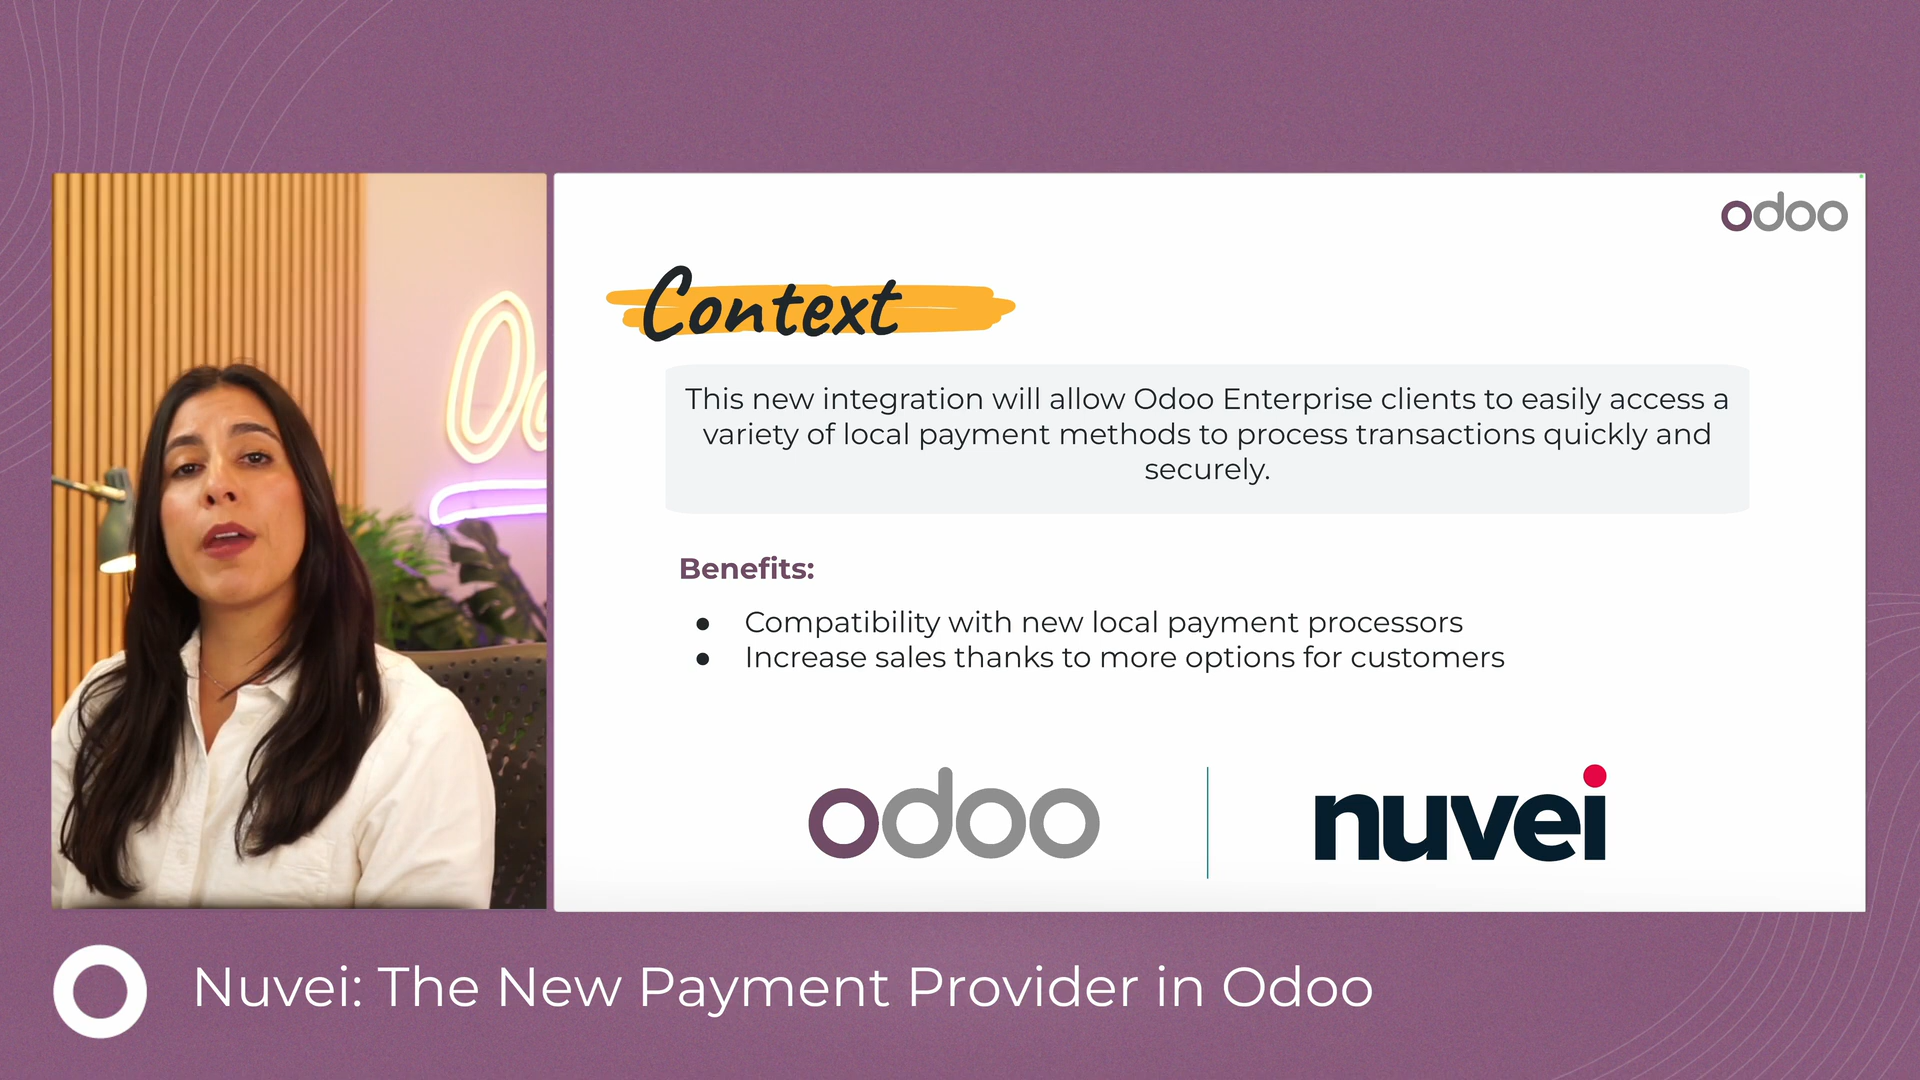 odoo
Context
This new integration will allow Odoo Enterprise clients to easily access a
variety of local payment methods to process transactions quickly and
securely.
Benefits:
● Compatibility with new local payment processors
● Increase sales thanks to more options for customers
odoo
nuvei
Nuvei: The New Payment Provider in Odoo